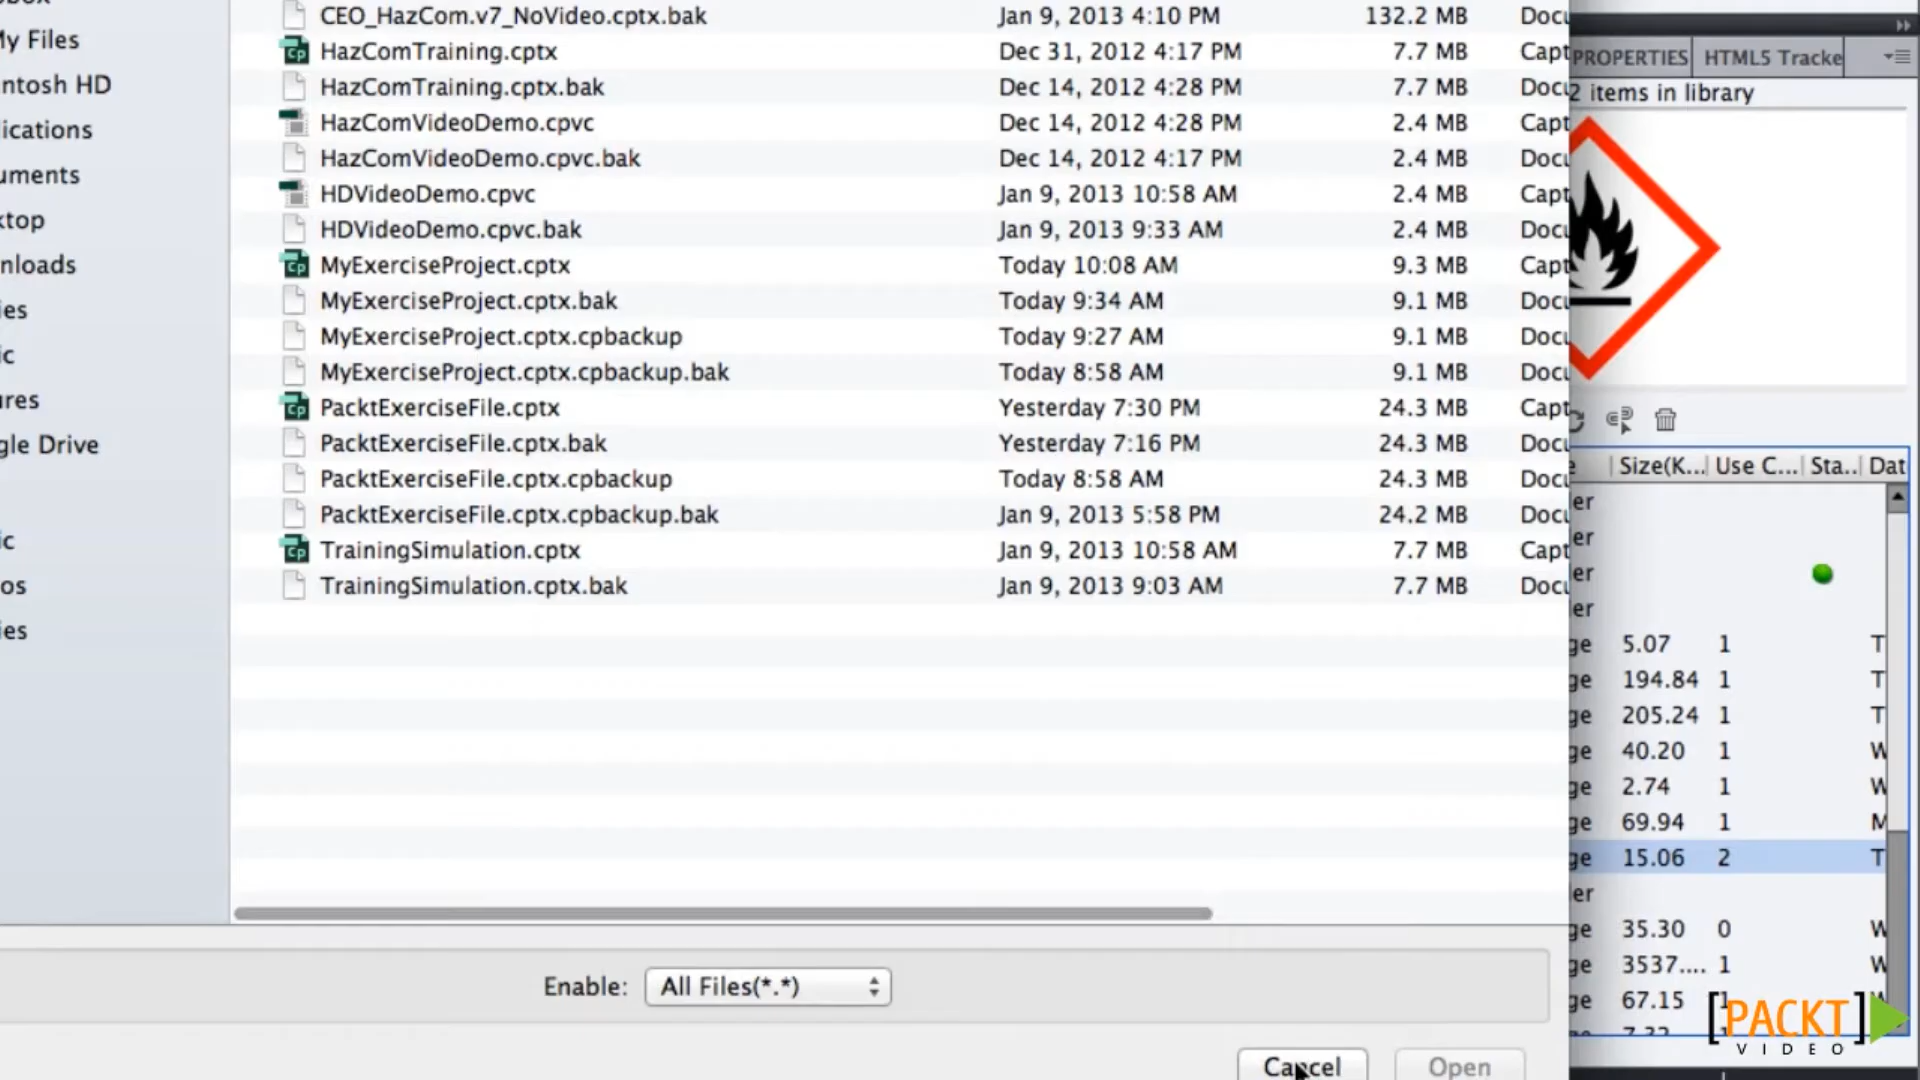 CEO_HazCom.v7_NoVideo.cptx.bak Jan 9, 2013 4:10 PM 132.2 MB Docu
HazComTraining.cptx Dec 31, 2012 4:17 PM 7.7 MB Capt
HazComTraining.cptx.bak Dec 14, 2012 4:28 PM 7.7 MB Docu
HazComVideoDemo.cpvc Dec 14, 2012 4:28 PM 2.4 MB Capt
HazComVideoDemo.cpvc.bak Dec 14, 2012 4:17 PM 2.4 MB Docu
HDVideoDemo.cpvc Jan 9, 2013 10:58 AM 2.4 MB Capt
HDVideoDemo.cpvc.bak Jan 9, 2013 9:33 AM 2.4 MB Docu
MyExerciseProject.cptx Today 10:08 AM 9.3 MB Capt
MyExerciseProject.cptx.bak Today 9:34 AM 9.1 MB Docu
MyExerciseProject.cptx.cpbackup Today 9:27 AM 9.1 MB Docu
MyExerciseProject.cptx.cpbackup.bak Today 8:58 AM 9.1 MB Docu
PacktExerciseFile.cptx Yesterday 7:30 PM 24.3 MB Capt
PacktExerciseFile.cptx.bak Yesterday 7:16 PM 24.3 MB Docu
PacktExerciseFile.cptx.cpbackup Today 8:58 AM 24.3 MB Docu
PacktExerciseFile.cptx.cpbackup.bak Jan 9, 2013 5:58 PM 24.2 MB Docu
TrainingSimulation.cptx Jan 9, 2013 10:58 AM 7.7 MB Capt
TrainingSimulation.cptx.bak Jan 9, 2013 9:03 AM 7.7 MB Docu
My Files
ntosh HD
ications
uments
ktop
nloads
ies
ic
ures
gle Drive
ic
os
ies
Enable: All Files(*.*)
Cancel Open
PROPERTIES HTML5 Tracke
2 items in library
e Size(K... Use C... Sta.. Dat
er
er
er
er
ge 5.07 1 T
ge 194.84 1 T
ge 205.24 1 T
ge 40.20 1 W
ge 2.74 1 W
ge 69.94 1 M
ge 15.06 2 T
er
ge 35.30 0 W
ge 3537.... 1 W
ge 67.15 1
[PACKT]
VIDEO